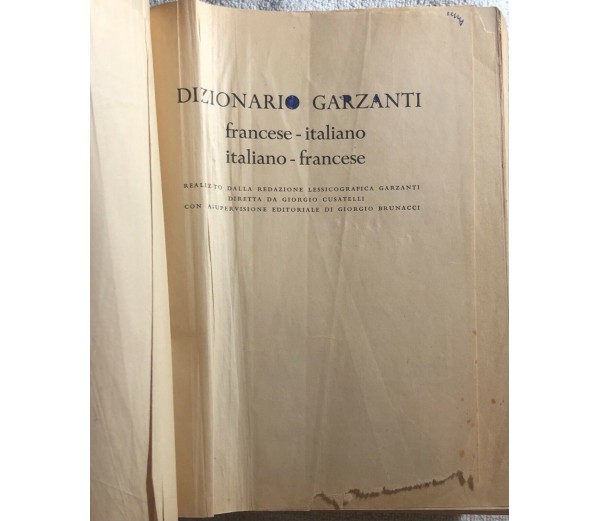 DIZIONARIO GARZANTI
francese - italiano
italiano - francese
REALIZTO DALLA REDAZIONE LESSICOGRAFICA GARZANTI
DIRETTA DA GIORGIO CUSATELLI
CON SUPERVISIONE EDITORIALE DI GIORGIO BRUNACCI